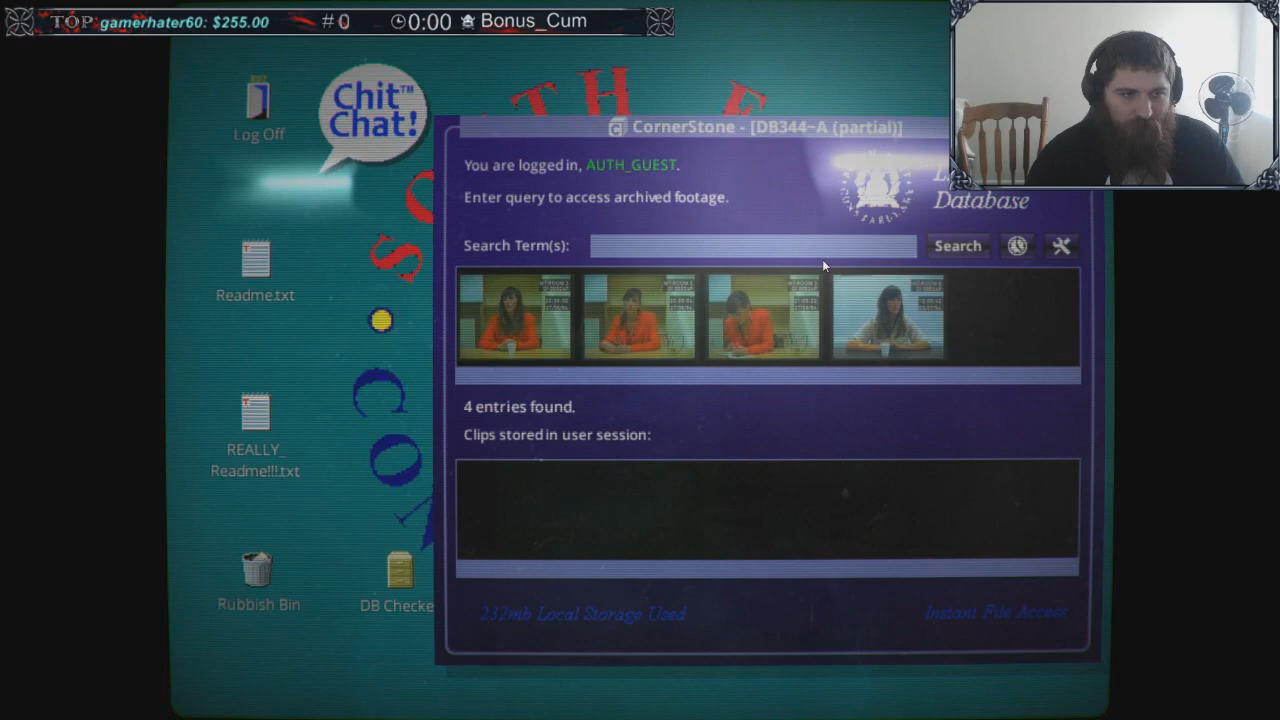 TOP: gamerhater60: $255.00 #0 0:00 Bonus_Cum
Log Off
Chit™
Chat!
TH E
CornerStone - [DB344-A (partial)]
You are logged in, AUTH_GUEST.
Enter query to access archived footage.
Database
Search Term(s):
Search
Readme.txt
4 entries found.
Clips stored in user session:
REALLY_
Readme!!!.txt
Rubbish Bin
DB Checke
232mb Local Storage Used
Instant File Access